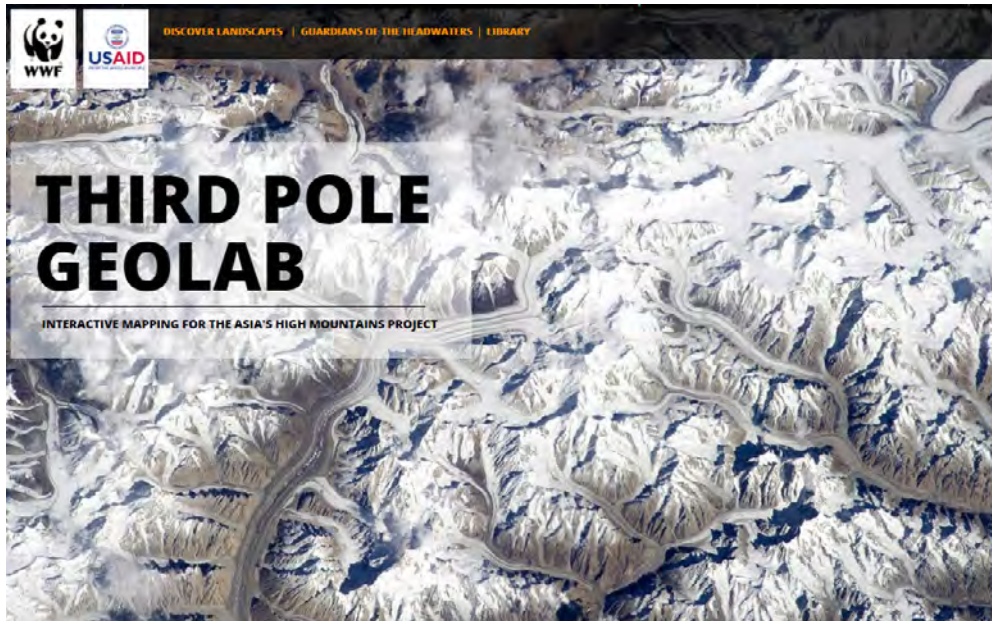 WWF
USAID
DISCOVER LANDSCAPES | GUARDIANS OF THE HEADWATERS | LIBRARY
THIRD POLE
GEOLAB
INTERACTIVE MAPPING FOR THE ASIA'S HIGH MOUNTAINS PROJECT